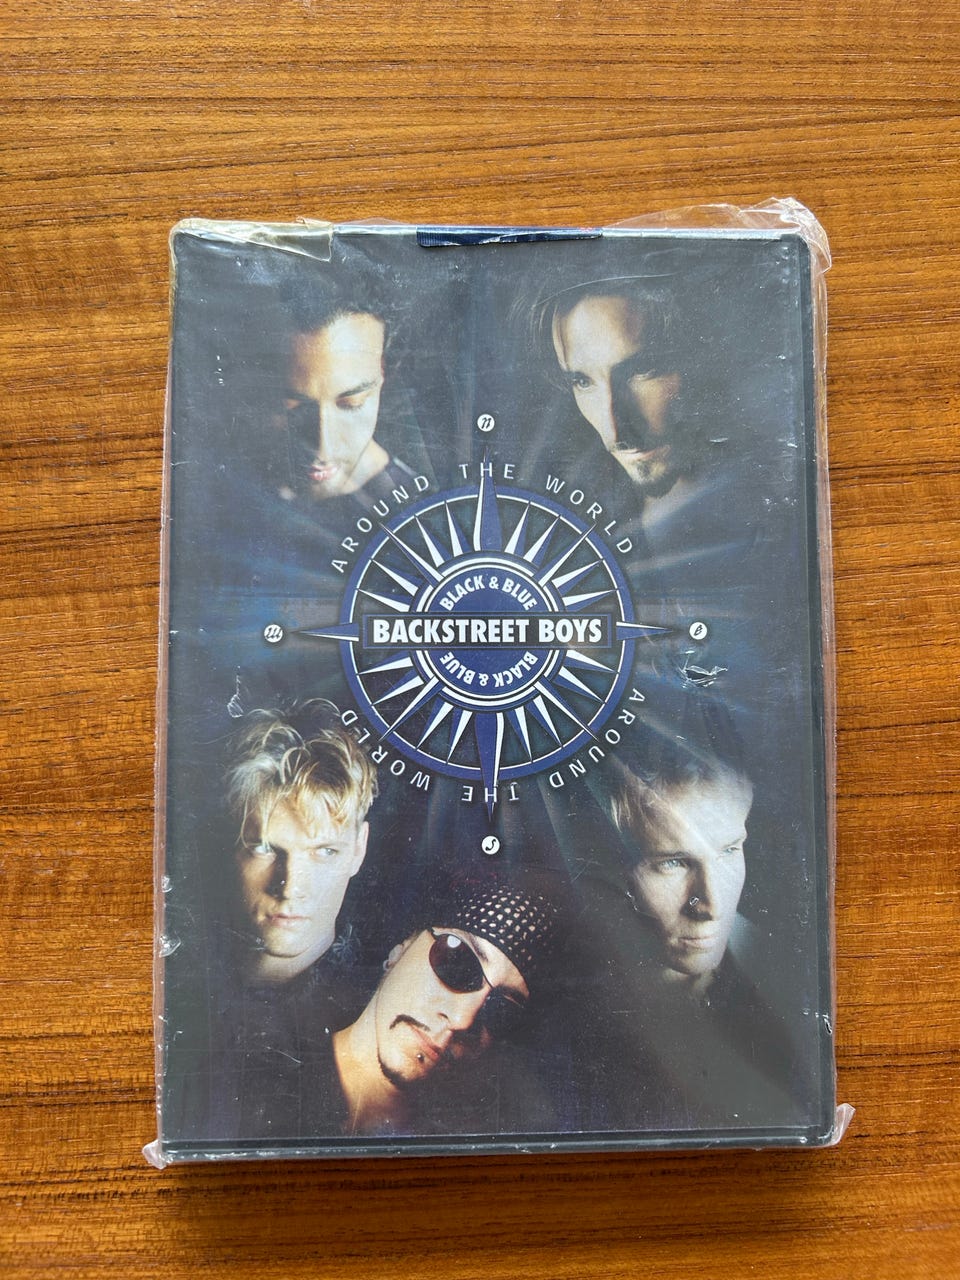 n
AROUND THE WORLD
BLACK & BLUE
W
BACKSTREET BOYS
E
BLACK & BLUE
AROUND THE WORLD
S